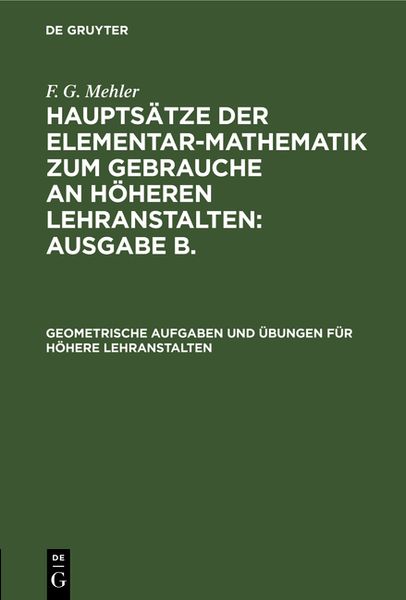 DE GRUYTER
F. G. Mehler
HAUPTSÄTZE DER
ELEMENTAR-MATHEMATIK
ZUM GEBRAUCHE
AN HÖHEREN
LEHRANSTALTEN:
AUSGABE B.
GEOMETRISCHE AUFGABEN UND ÜBUNGEN FÜR
HÖHERE LEHRANSTALTEN
DE
G